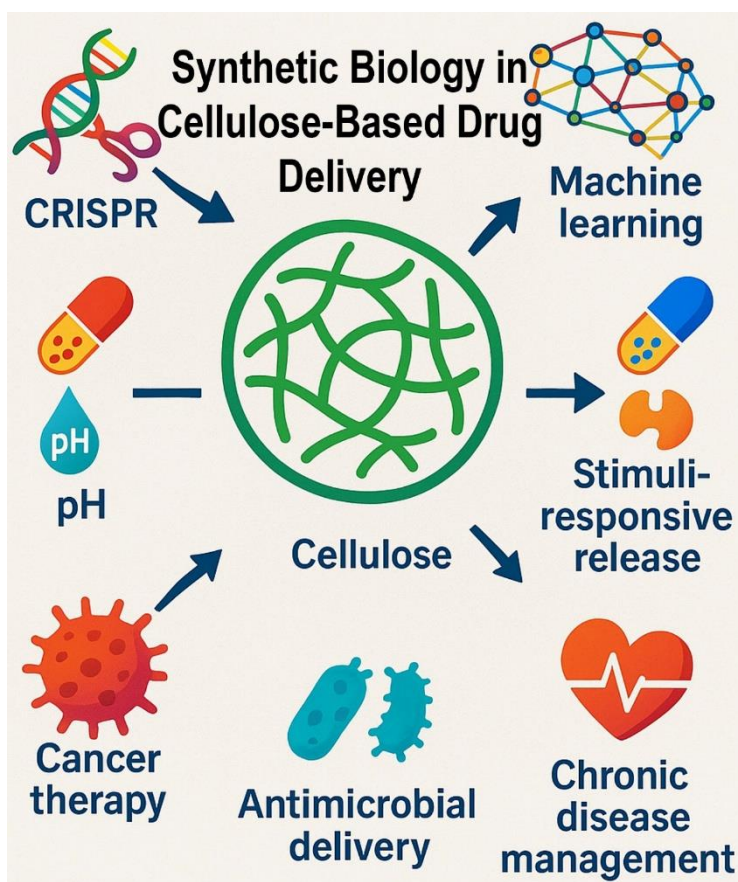 Synthetic Biology in
Cellulose-Based Drug
Delivery
CRISPR
Machine
learning
pH
pH
Stimuli-
responsive
release
Cellulose
Cancer
therapy
Antimicrobial
delivery
Chronic
disease
management